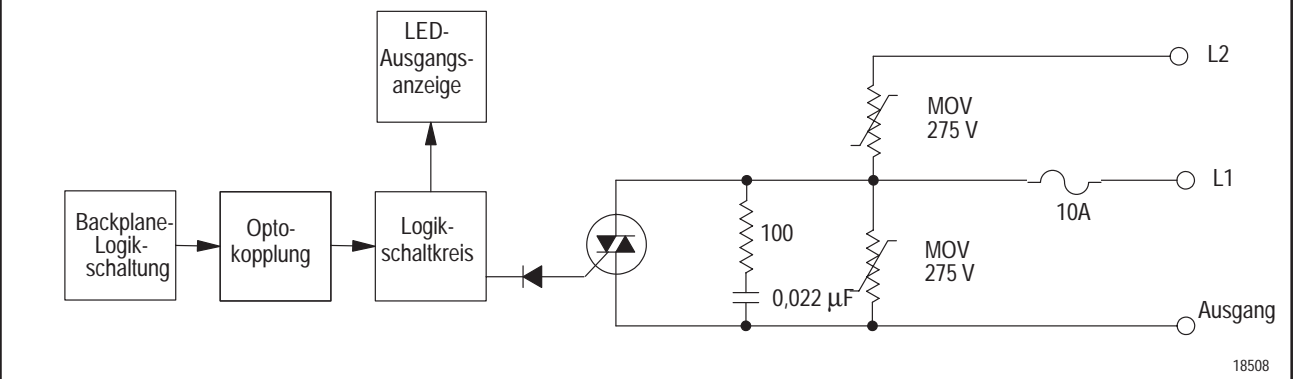 LED-
Ausgangs-
anzeige
L2
MOV
275 V
L1
10A
Backplane-
Logik-
schaltung
Opto-
kopplung
Logik-
schaltkreis
100
0,022 µF
MOV
275 V
Ausgang
18508